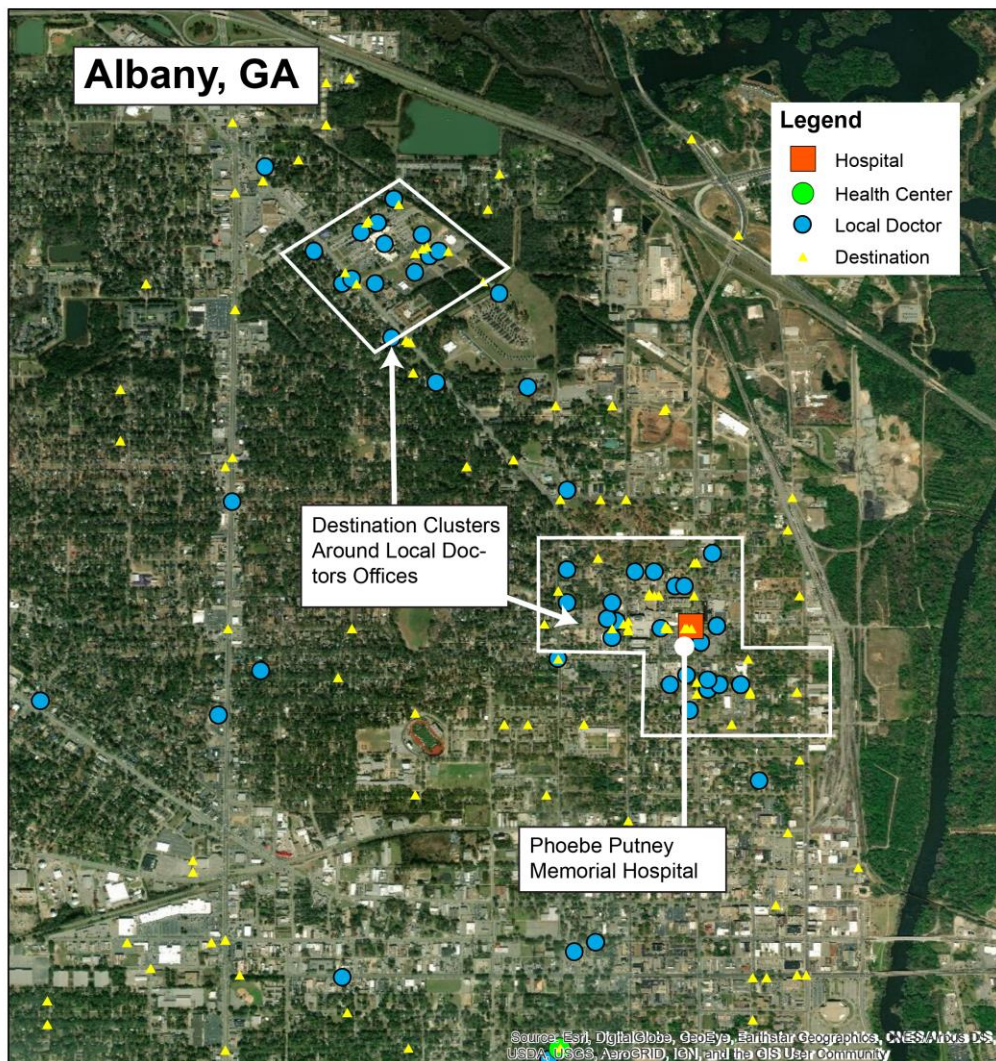 Albany, GA
Legend
Hospital
Health Center
Local Doctor
Destination
Destination Clusters
Around Local Doc-
tors Offices
Phoebe Putney
Memorial Hospital
Source: Esri, DigitalGlobe, GeoEye, Earthstar Geographics, CNES/Airbus DS,
USDA, USGS, AeroGRID, IGN, and the GIS User Community